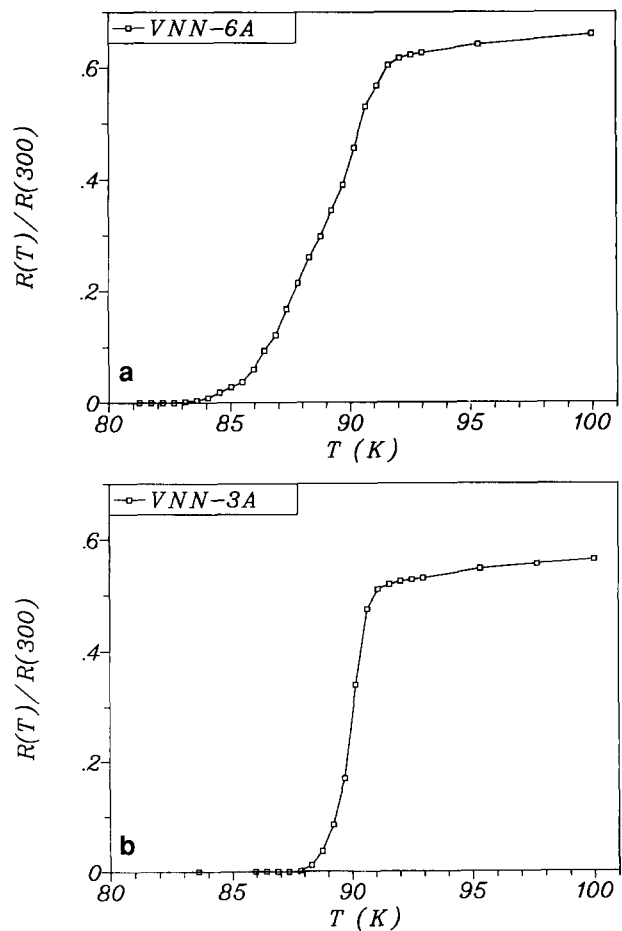 VNN-6A
.6
.4
.2
0
R(T)/R(300)
a
80 85 90 95 100
T (K)
VNN-3A
.6
.4
.2
0
R(T)/R(300)
b
80 85 90 95 100
T (K)